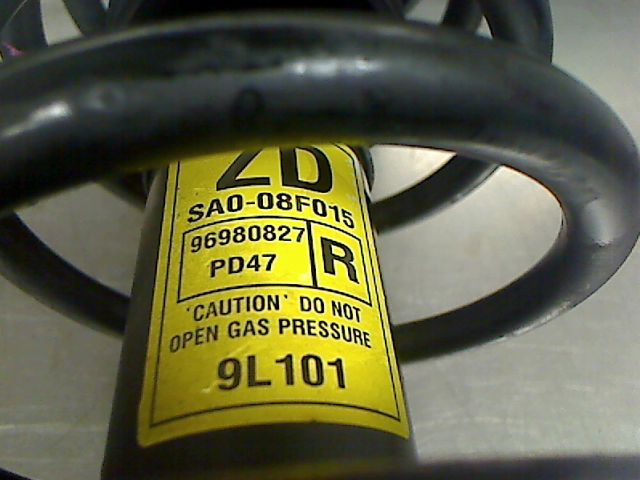 ZD
SA0-08F015
96980827
PD47
R
'CAUTION' DO NOT
OPEN GAS PRESSURE
9L101